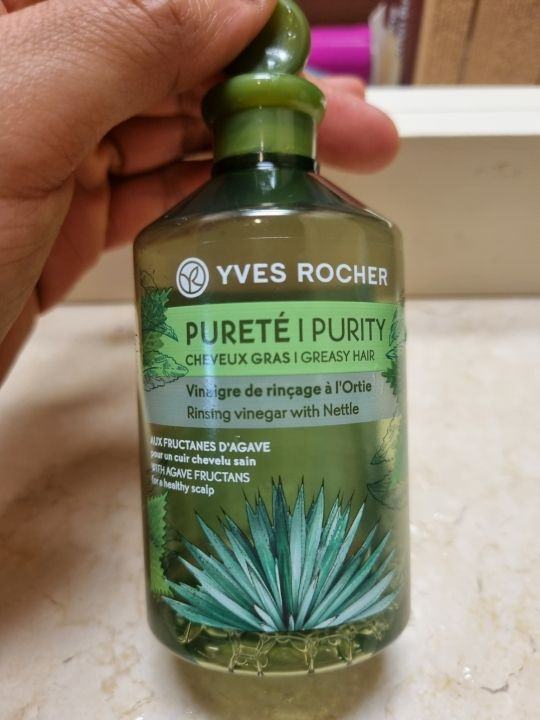 YVES ROCHER
PURETÉ | PURITY
CHEVEUX GRAS | GREASY HAIR
Vinaigre de rinçage à l'Ortie
Rinsing vinegar with Nettle
AUX FRUCTANES D'AGAVE
pour un cuir chevelu sain
WITH AGAVE FRUCTANS
for a healthy scalp